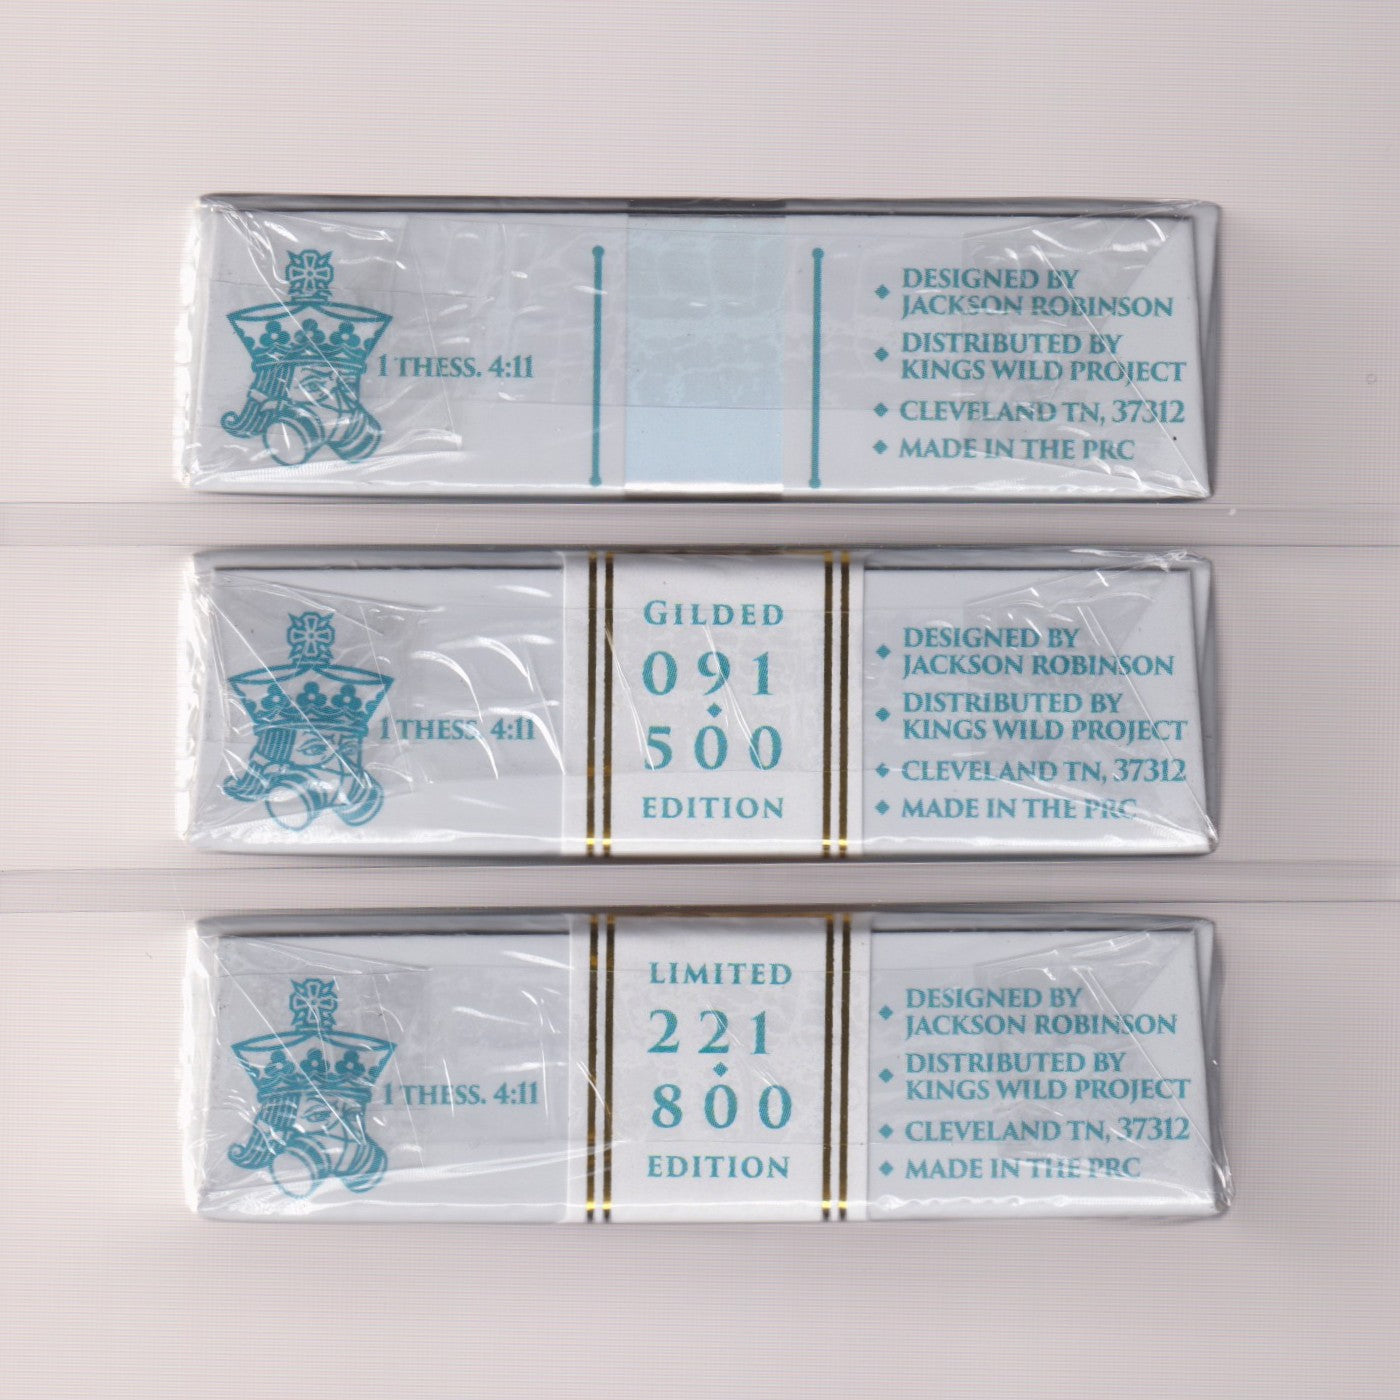 1 THESS. 4:11
DESIGNED BY
JACKSON ROBINSON
DISTRIBUTED BY
KINGS WILD PROJECT
CLEVELAND TN, 37312
MADE IN THE PRC
1 THESS. 4:11
GILDED
091
500
EDITION
DESIGNED BY
JACKSON ROBINSON
DISTRIBUTED BY
KINGS WILD PROJECT
CLEVELAND TN, 37312
MADE IN THE PRC
1 THESS. 4:11
LIMITED
221
800
EDITION
DESIGNED BY
JACKSON ROBINSON
DISTRIBUTED BY
KINGS WILD PROJECT
CLEVELAND TN, 37312
MADE IN THE PRC